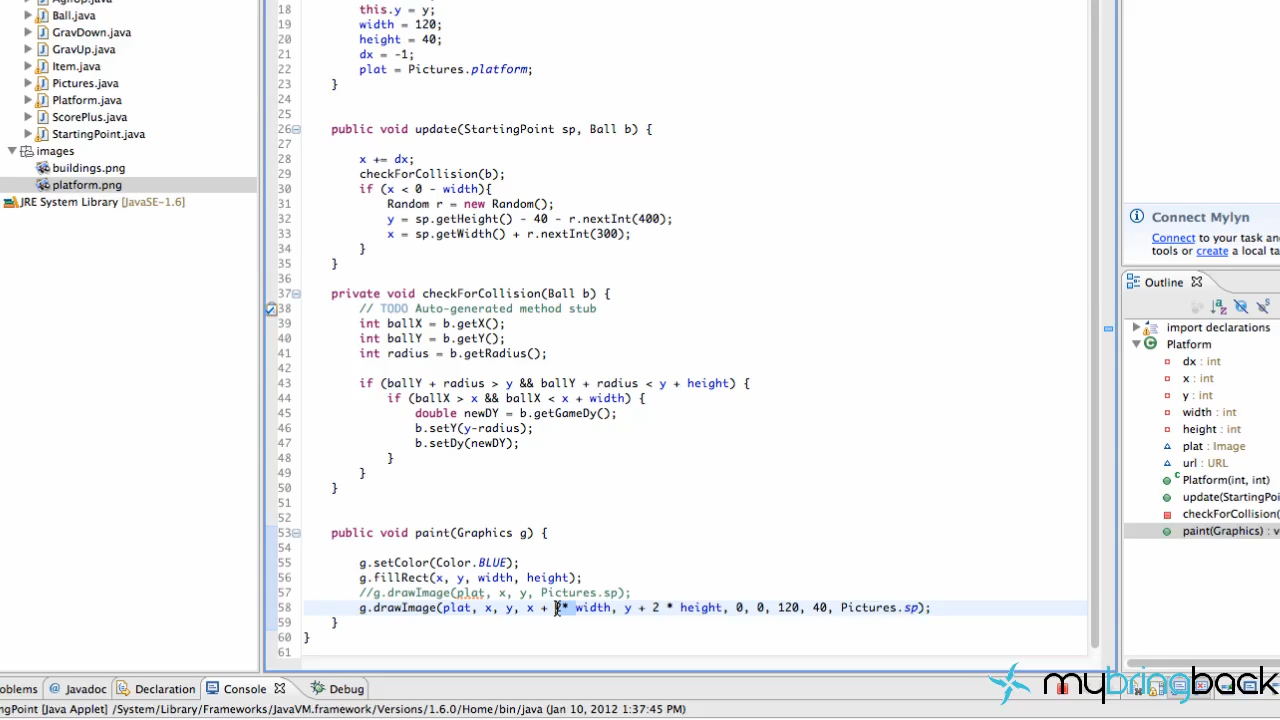 Ball.java
GravDown.java
GravUp.java
Item.java
Pictures.java
Platform.java
ScorePlus.java
StartingPoint.java
images
buildings.png
platform.png
JRE System Library [JavaSE-1.6]
18 this.y = y;
19 width = 120;
20 height = 40;
21 dx = -1;
22 plat = Pictures.platform;
23 }
24
25
26 public void update(StartingPoint sp, Ball b) {
27
28 x += dx;
29 checkForCollision(b);
30 if (x < 0 - width){
31 Random r = new Random();
32 y = sp.getHeight() - 40 - r.nextInt(400);
33 x = sp.getWidth() + r.nextInt(300);
34 }
35 }
36
37 private void checkForCollision(Ball b) {
38 // TODO Auto-generated method stub
39 int ballX = b.getX();
40 int ballY = b.getY();
41 int radius = b.getRadius();
42
43 if (ballY + radius > y && ballY + radius < y + height) {
44 if (ballX > x && ballX < x + width) {
45 double newDY = b.getGameDy();
46 b.setY(y-radius);
47 b.setDy(newDY);
48 }
49 }
50 }
51
52
53 public void paint(Graphics g) {
54
55 g.setColor(Color.BLUE);
56 g.fillRect(x, y, width, height);
57 //g.drawImage(plat, x, y, Pictures.sp);
58 g.drawImage(plat, x, y, x + * width, y + 2 * height, 0, 0, 120, 40, Pictures.sp);
59 }
60 }
61
Connect Mylyn
Connect to your task and
tools or create a local ta
Outline
import declarations
Platform
dx : int
x : int
y : int
width : int
height : int
plat : Image
url : URL
Platform(int, int)
update(StartingPo
checkForCollision(
paint(Graphics) : v
oblems @ Javadoc Declaration Console Debug
ngPoint [Java Applet] /System/Library/Frameworks/JavaVM.framework/Versions/1.6.0/Home/bin/java (Jan 10, 2012 1:37:45 PM)
mybringback